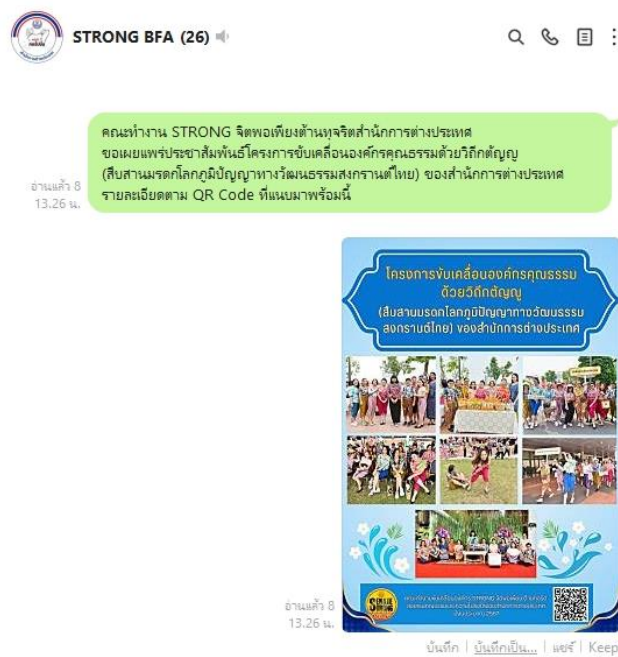 STRONG BFA (26)
คณะทำงาน STRONG จิตพอเพียงต้านทุจริตสำนักการต่างประเทศ
ขอเผยแพร่ประชาสัมพันธ์โครงการขับเคลื่อนองค์กรคุณธรรมด้วยวิถีกตัญญู
(สืบสานมรดกโลกภูมิปัญญาทางวัฒนธรรมสงกรานต์ไทย) ของสำนักการต่างประเทศ
รายละเอียดตาม QR Code ที่แนบมาพร้อมนี้
อ่านแล้ว 8
13.26 น.
โครงการขับเคลื่อนองค์กรคุณธรรม
ด้วยวิถีกตัญญู
(สืบสานมรดกโลกภูมิปัญญาทางวัฒนธรรม
สงกรานต์ไทย) ของสำนักการต่างประเทศ
STRONG
อ่านแล้ว 8
13.26 น.
บันทึก | บันทึกเป็น... | แชร์ | Keep